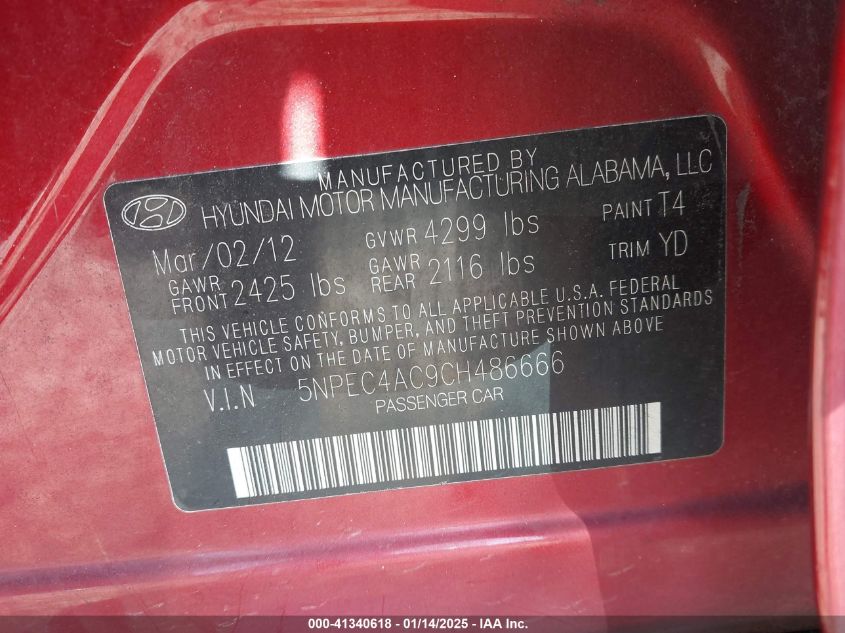 MANUFACTURED BY
HYUNDAI MOTOR MANUFACTURING ALABAMA, LLC
Mar/02/12 GVWR 4299 lbs PAINT T4
GAWR FRONT 2425 lbs GAWR REAR 2116 lbs TRIM YD
THIS VEHICLE CONFORMS TO ALL APPLICABLE U.S.A. FEDERAL
MOTOR VEHICLE SAFETY, BUMPER, AND THEFT PREVENTION STANDARDS
IN EFFECT ON THE DATE OF MANUFACTURE SHOWN ABOVE
V.I.N 5NPEC4AC9CH486666
PASSENGER CAR
000-41340618 - 01/14/2025 - IAA Inc.